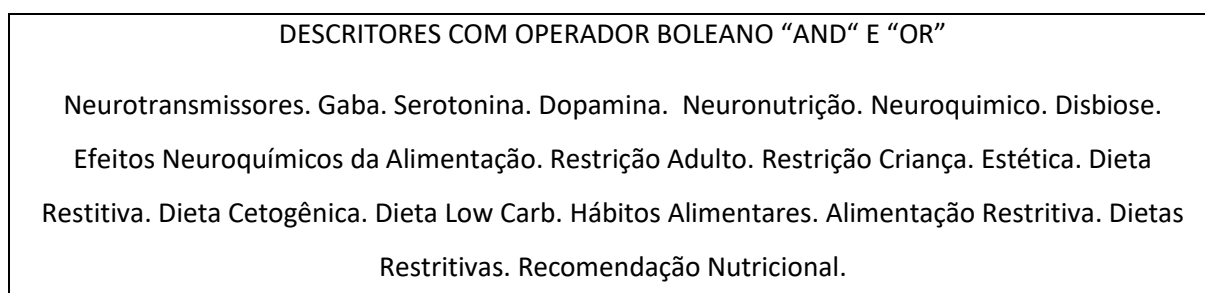 DESCRITORES COM OPERADOR BOLEANO “AND“ E “OR”
Neurotransmissores. Gaba. Serotonina. Dopamina.  Neuronutrição. Neuroquimico. Disbiose.
Efeitos Neuroquímicos da Alimentação. Restrição Adulto. Restrição Criança. Estética. Dieta
Restitiva. Dieta Cetogênica. Dieta Low Carb. Hábitos Alimentares. Alimentação Restritiva. Dietas
Restritivas. Recomendação Nutricional.